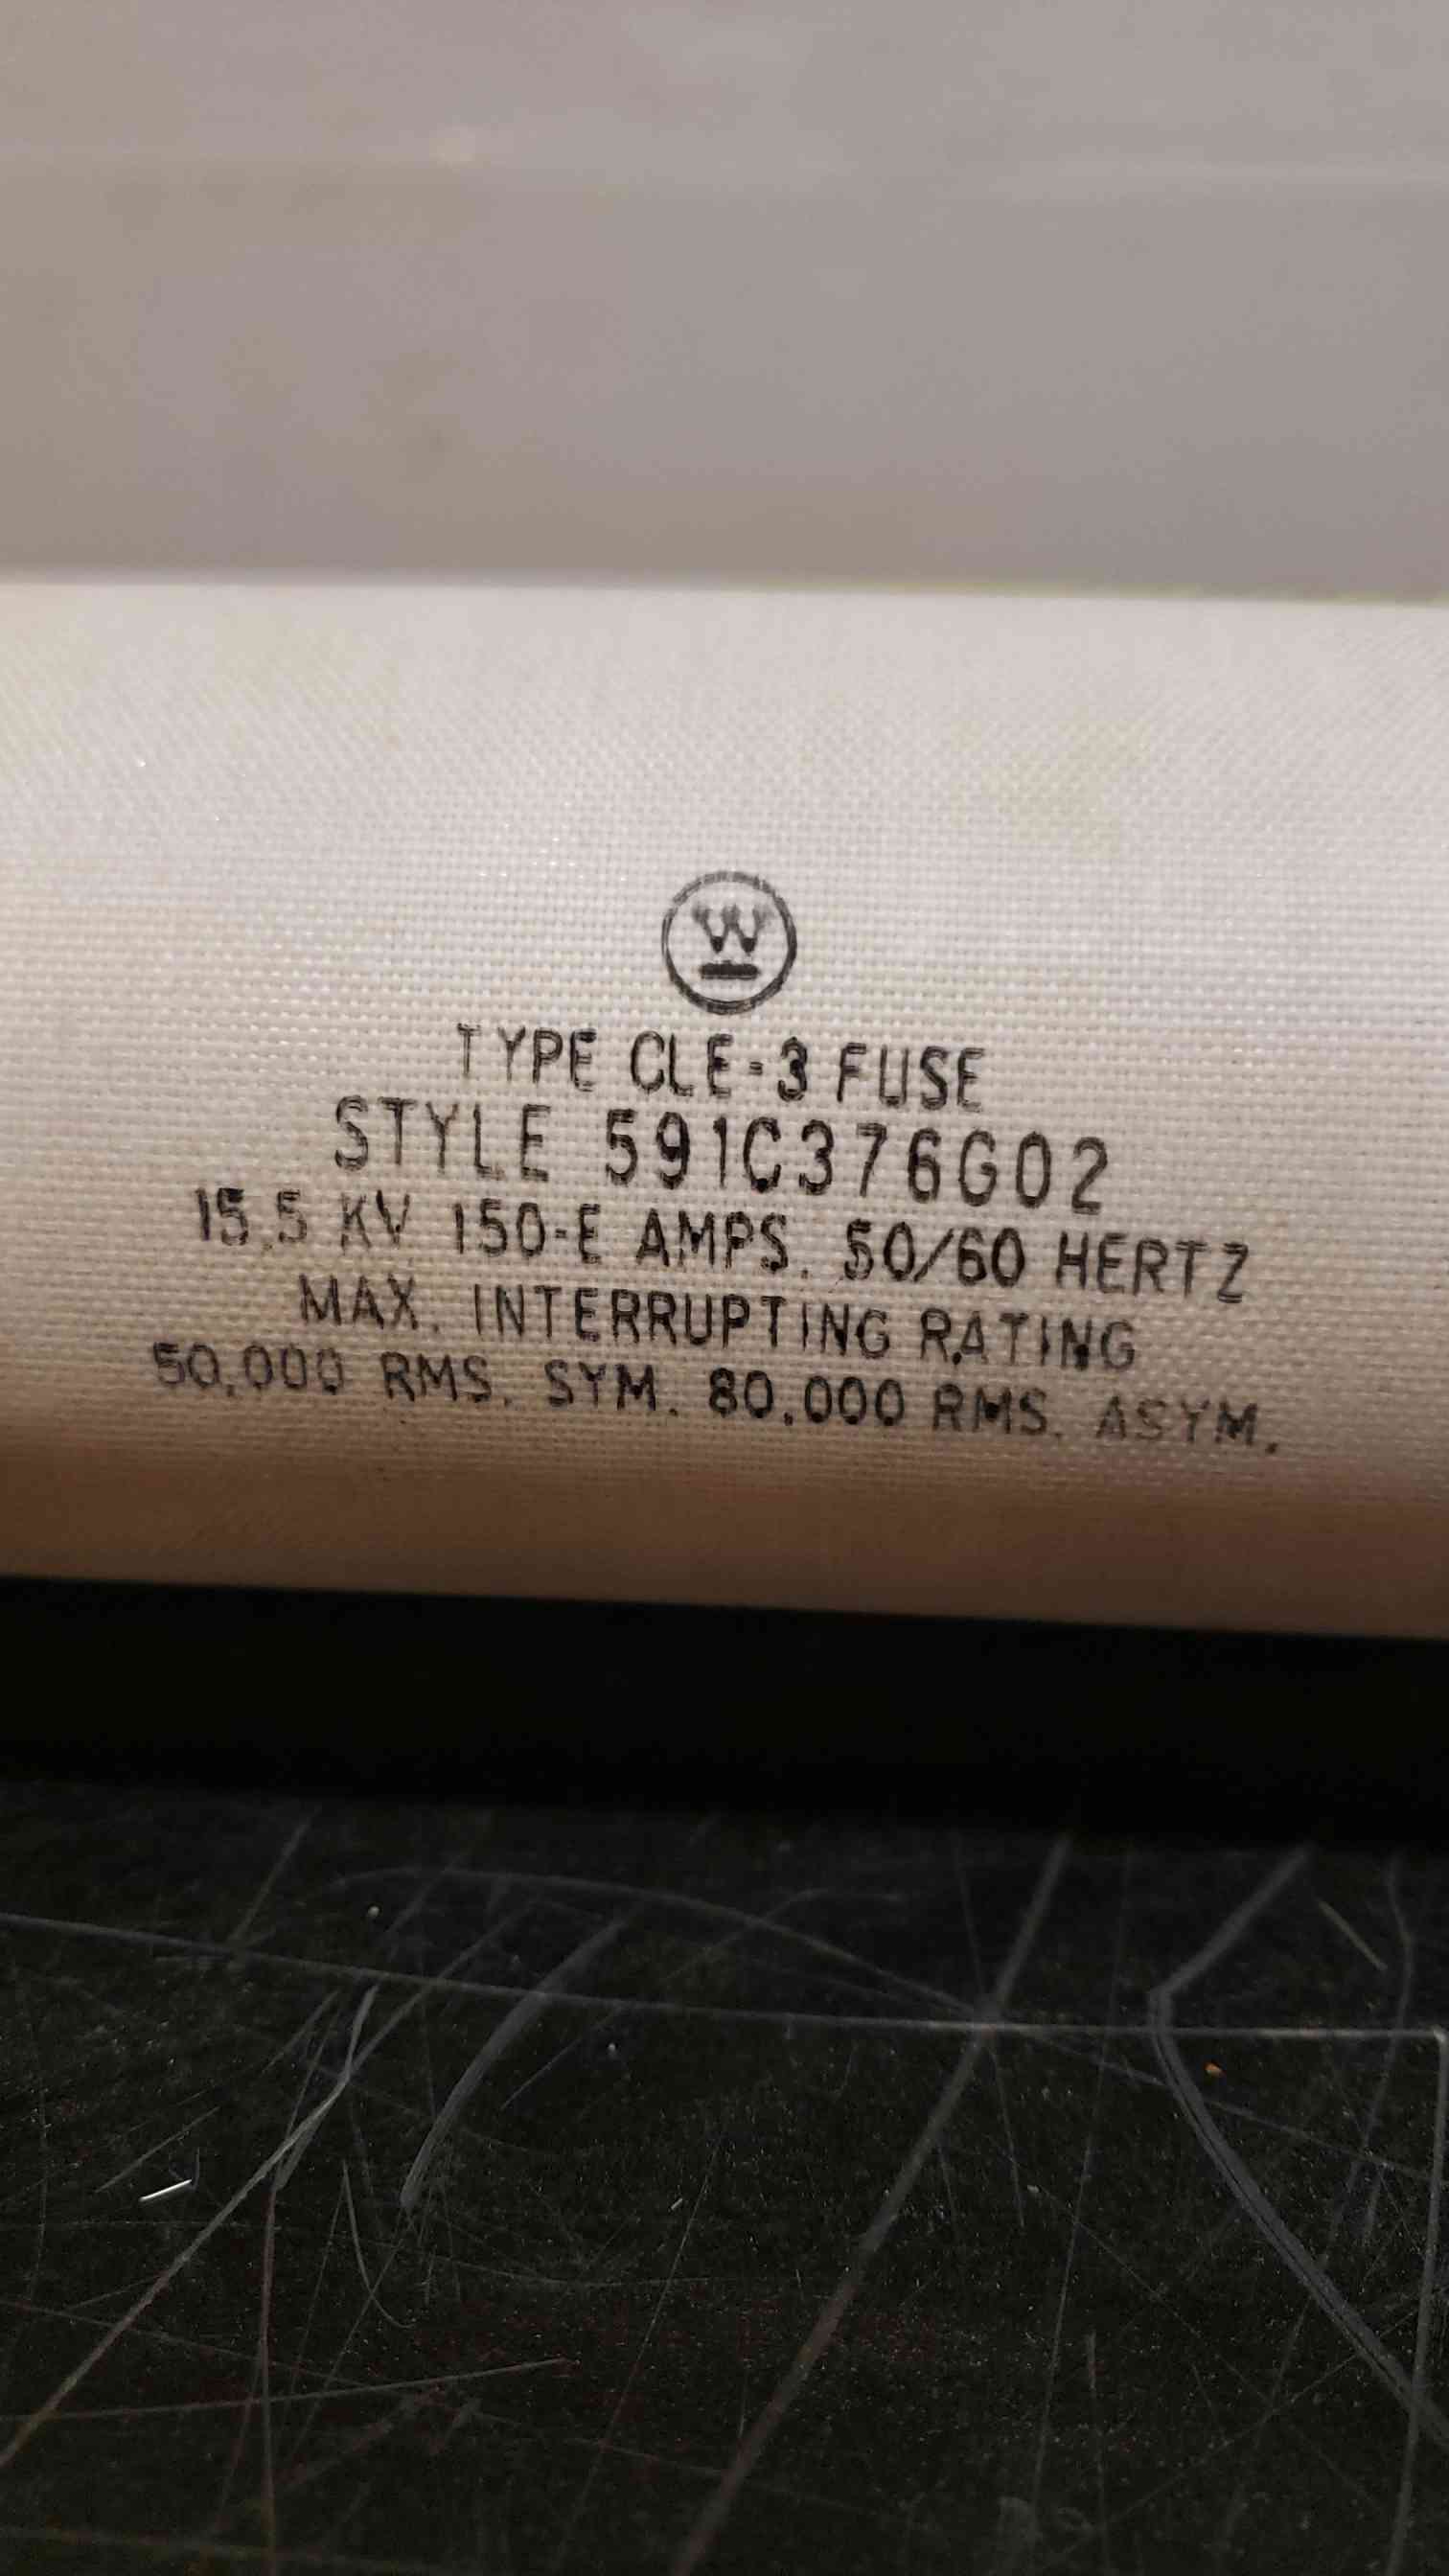 W
TYPE CLE-3 FUSE
STYLE 591C376G02
15.5 KV 150-E AMPS. 50/60 HERTZ
MAX. INTERRUPTING RATING
50,000 RMS. SYM. 80,000 RMS. ASYM.